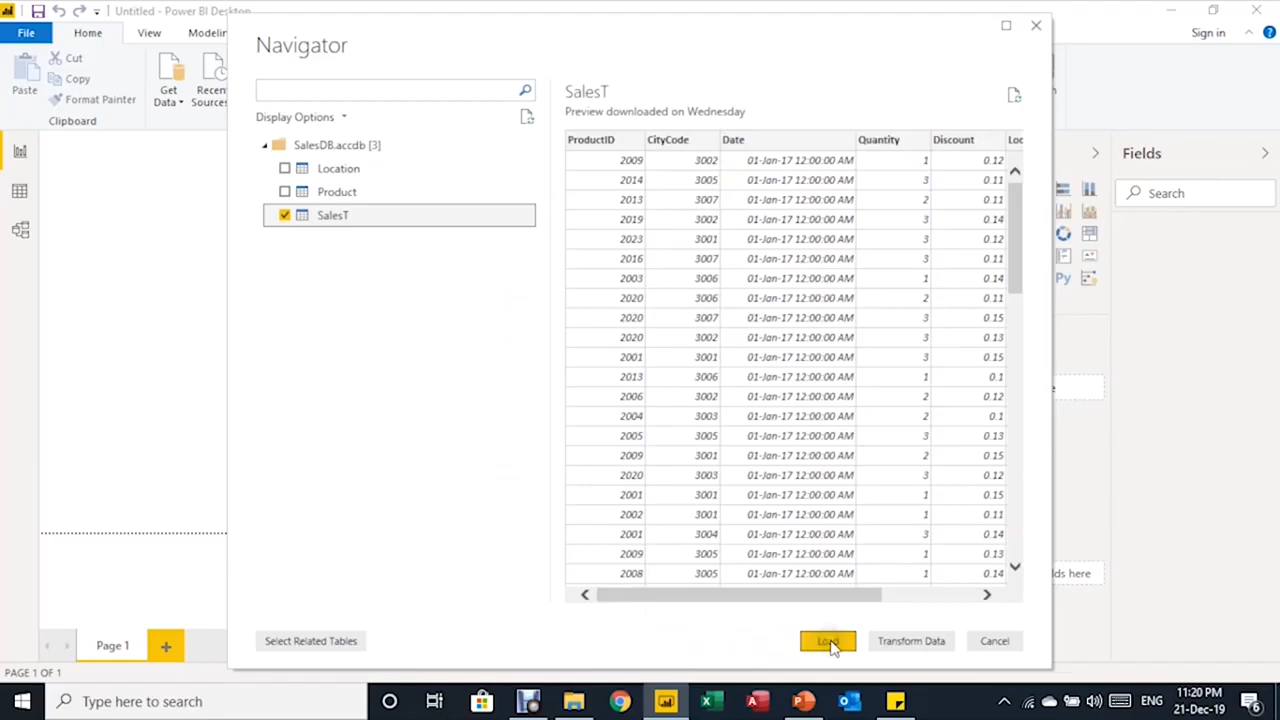 Untitled - Power BI Desktop
File Home View Modelin
Sign in
Paste
Cut
Copy
Format Painter
Clipboard
Get
Data
Recen
Sources
Navigator
Display Options
SalesDB.accdb [3]
Location
Product
SalesT
SalesT
Preview downloaded on Wednesday
ProductID CityCode Date Quantity Discount Loc
2009 3002 01-Jan-17 12:00:00 AM 1 0.12
2014 3005 01-Jan-17 12:00:00 AM 3 0.11
2013 3007 01-Jan-17 12:00:00 AM 2 0.11
2019 3002 01-Jan-17 12:00:00 AM 3 0.14
2023 3001 01-Jan-17 12:00:00 AM 3 0.12
2016 3007 01-Jan-17 12:00:00 AM 3 0.11
2003 3006 01-Jan-17 12:00:00 AM 1 0.14
2020 3006 01-Jan-17 12:00:00 AM 2 0.11
2020 3007 01-Jan-17 12:00:00 AM 3 0.15
2020 3002 01-Jan-17 12:00:00 AM 3 0.13
2001 3001 01-Jan-17 12:00:00 AM 3 0.15
2013 3006 01-Jan-17 12:00:00 AM 1 0.1
2006 3002 01-Jan-17 12:00:00 AM 2 0.12
2004 3003 01-Jan-17 12:00:00 AM 2 0.1
2005 3005 01-Jan-17 12:00:00 AM 3 0.13
2009 3001 01-Jan-17 12:00:00 AM 2 0.15
2020 3003 01-Jan-17 12:00:00 AM 3 0.12
2001 3001 01-Jan-17 12:00:00 AM 1 0.15
2002 3001 01-Jan-17 12:00:00 AM 1 0.11
2001 3004 01-Jan-17 12:00:00 AM 3 0.14
2009 3005 01-Jan-17 12:00:00 AM 1 0.13
2008 3005 01-Jan-17 12:00:00 AM 1 0.14
Select Related Tables
Load Transform Data Cancel
Fields
Search
Py
lds here
Page 1
PAGE 1 OF 1
Type here to search
ENG
11:20 PM
21-Dec-19
6